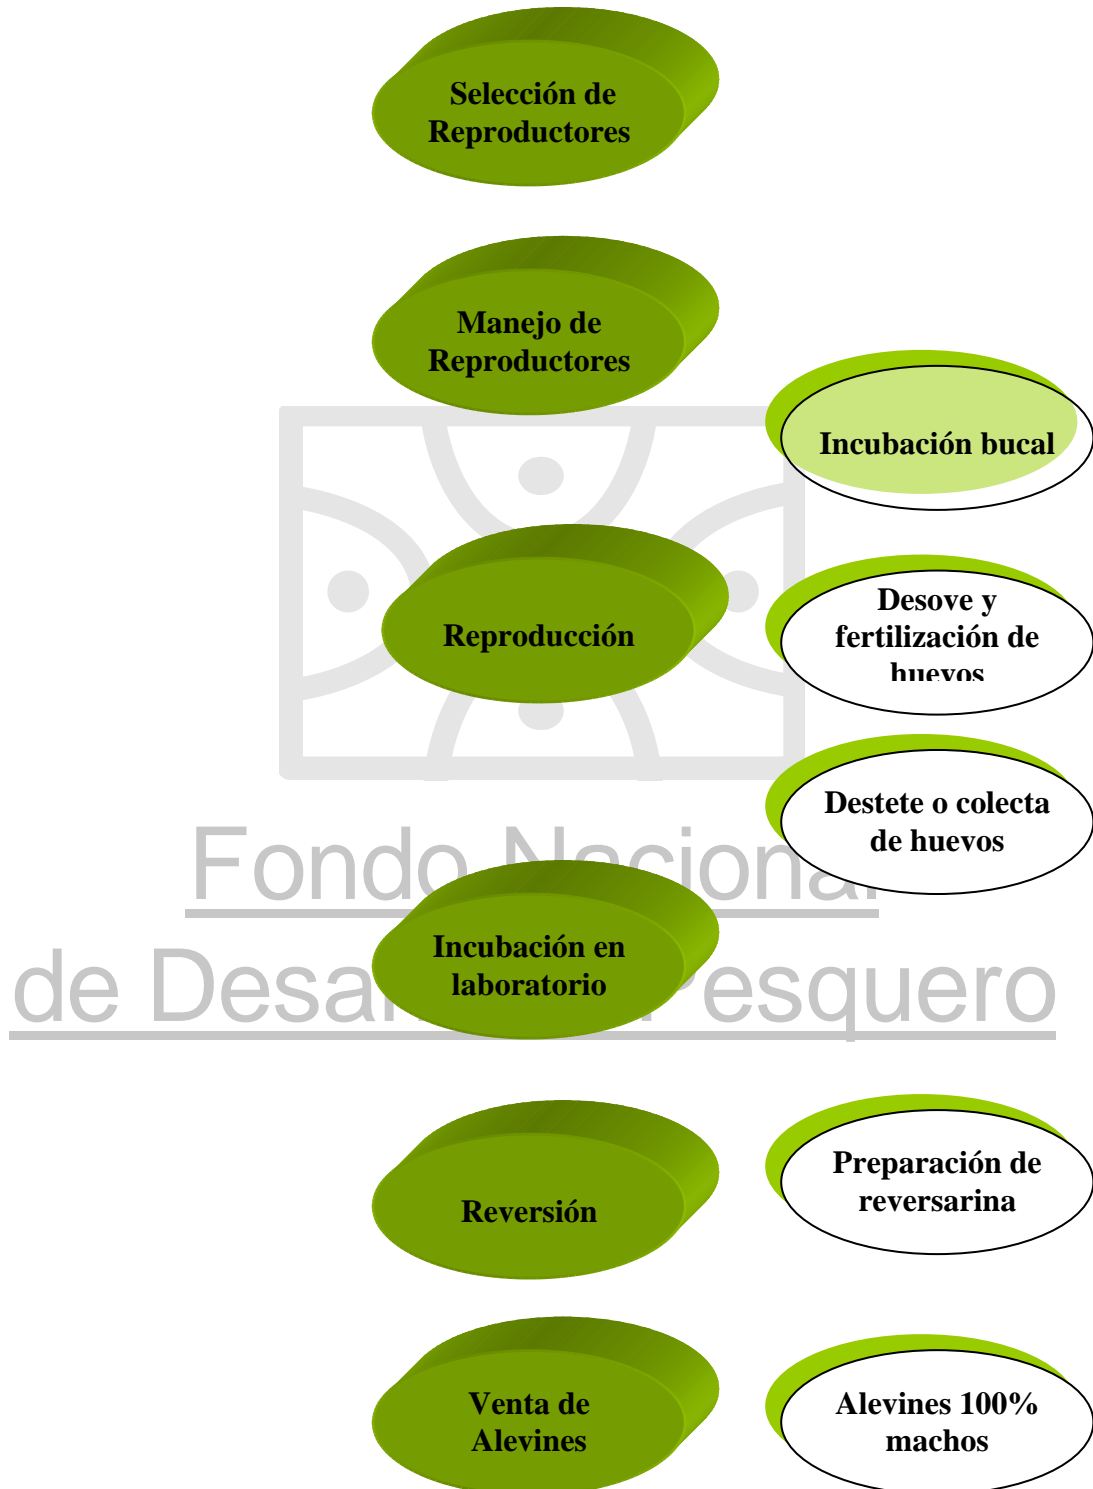 Selección de
Reproductores
Manejo de
Reproductores
Incubación bucal
Reproducción
Desove y
fertilización de
huevos
Destete o colecta
de huevos
Fondo Nacional
Incubación en
laboratorio
de Desarrollo Pesquero
Reversión
Preparación de
reversarina
Venta de
Alevines
Alevines 100%
machos